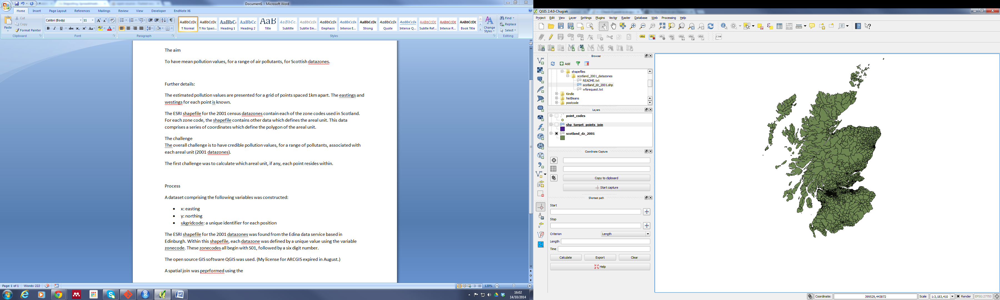 Document1 - Microsoft Word
Home Insert Page Layout References Mailings Review View Developer EndNote X6
Paste
Cut
Copy
Format Painter
Clipboard
Calibri (Body) 11
Font
Paragraph
AaBbCcDc AaBbCcDc AaBbC AaBbCc AaB AaBbCc. AaBbCcDc AaBbCcDc AaBbCcDc AaBbCcDc AaBbCcDc AaBbCcDc AABBCCDE AABBCCDE AABBCCDE
¶ Normal ¶ No Spaci... Heading 1 Heading 2 Title Subtitle Subtle Em... Emphasis Intense E... Strong Quote Intense Q... Subtle Ref... Intense R... Book Title
Styles
Change Styles
Find
Replace
Select
Editing
The aim
To have mean pollution values, for a range of air pollutants, for Scottish datazones.
Further details:
The estimated pollution values are presented for a grid of points spaced 1km apart. The eastings and
westings for each point is known.
The ESRI shapefile for the 2001 census datazones contain each of the zone codes used in Scotland.
For each zone code, the shapefile contains other data which defines the areal unit. This data
comprises a series of coordinates which define the polygon of the areal unit.
The challenge
The overall challenge is to have credible pollution values, for a range of pollutants, associated with
each areal unit (2001 datazones).
The first challenge was to calculate which areal unit, if any, each point resides within.
Process
A dataset comprising the following variables was constructed:
• x: easting
• y: northing
• ukgridcode: a unique identifier for each position
The ESRI shapefile for the 2001 datazones was found from the Edina data service based in
Edinburgh. Within this shapefile, each datazone was defined by a unique value using the variable
zonecode. These zonecodes all begin with S01, followed by a six digit number.
The open source GIS software QGIS was used. (My license for ARCGIS expired in August.)
A spatial join was peprformed using the
Page: 1 of 1 Words: 222
120%
16:02
14/10/2014
QGIS 2.4.0-Chugiak
Project Edit View Layer Settings Plugins Vector Raster Database Web Processing Help
CSW
Browser
Add
shapefiles
scotland_2001_datazones
README.txt
scotland_dz_2001.shp
wfsrequest.txt
Kindle
NetBeans
postcode
Layers
point_codes
shp_target_points_join
scotland_dz_2001
Coordinate Capture
Copy to clipboard
Start capture
Shortest path
Start
Stop
Criterion Length
Length
Time
Calculate Export Clear
Help
Coordinate: 399529,443872 Scale 1:3,183,410 Render EPSG:27700